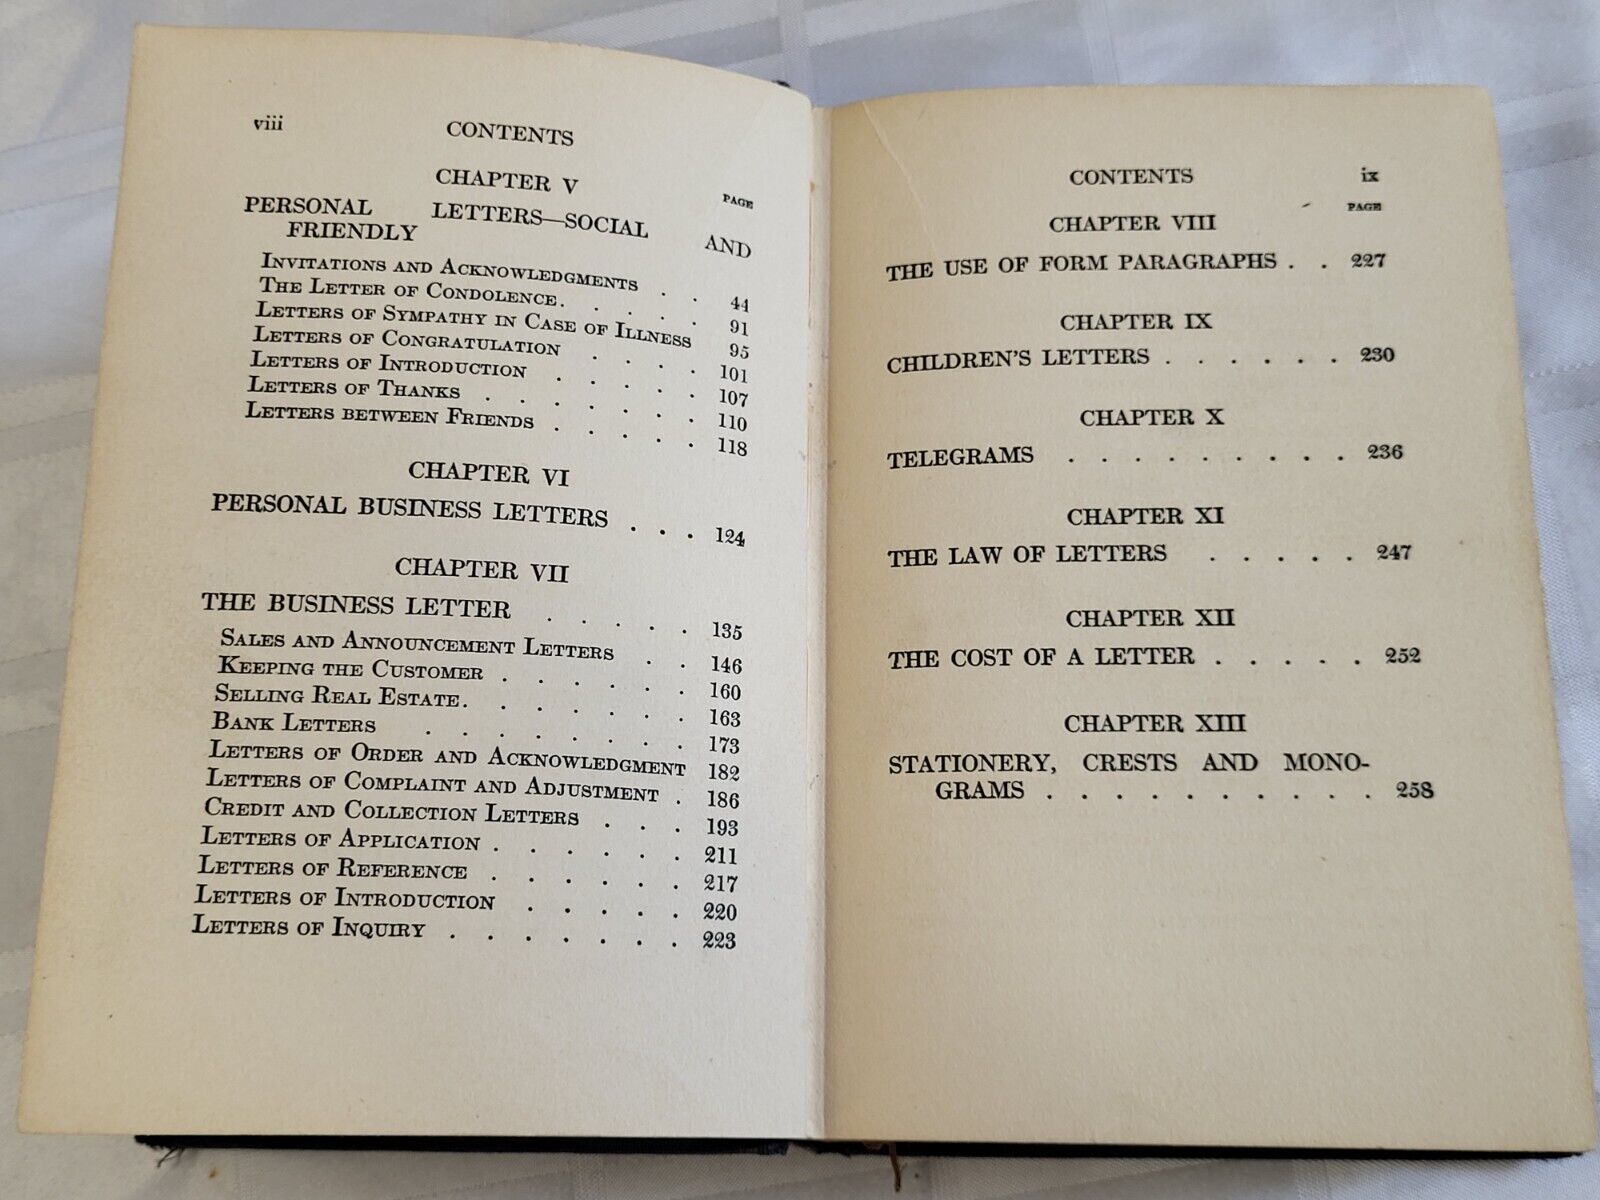 viii CONTENTS
CHAPTER V
PAGE
PERSONAL LETTERS—SOCIAL AND
FRIENDLY
INVITATIONS AND ACKNOWLEDGMENTS . . 44
THE LETTER OF CONDOLENCE . . . . . 91
LETTERS OF SYMPATHY IN CASE OF ILLNESS 95
LETTERS OF CONGRATULATION . . . . 101
LETTERS OF INTRODUCTION . . . . . 107
LETTERS OF THANKS . . . . . . . 110
LETTERS BETWEEN FRIENDS . . . . . 118
CHAPTER VI
PERSONAL BUSINESS LETTERS . . . 124
CHAPTER VII
THE BUSINESS LETTER . . . . . 135
SALES AND ANNOUNCEMENT LETTERS . . 146
KEEPING THE CUSTOMER . . . . . . 160
SELLING REAL ESTATE . . . . . . 163
BANK LETTERS . . . . . . . . 173
LETTERS OF ORDER AND ACKNOWLEDGMENT 182
LETTERS OF COMPLAINT AND ADJUSTMENT . 186
CREDIT AND COLLECTION LETTERS . . . 193
LETTERS OF APPLICATION . . . . . . 211
LETTERS OF REFERENCE . . . . . . 217
LETTERS OF INTRODUCTION . . . . . 220
LETTERS OF INQUIRY . . . . . . . 223
CONTENTS ix
PAGE
CHAPTER VIII
THE USE OF FORM PARAGRAPHS . . 227
CHAPTER IX
CHILDREN'S LETTERS . . . . . . 230
CHAPTER X
TELEGRAMS . . . . . . . . . 236
CHAPTER XI
THE LAW OF LETTERS . . . . . 247
CHAPTER XII
THE COST OF A LETTER . . . . . 252
CHAPTER XIII
STATIONERY, CRESTS AND MONO-
GRAMS . . . . . . . . . . 258